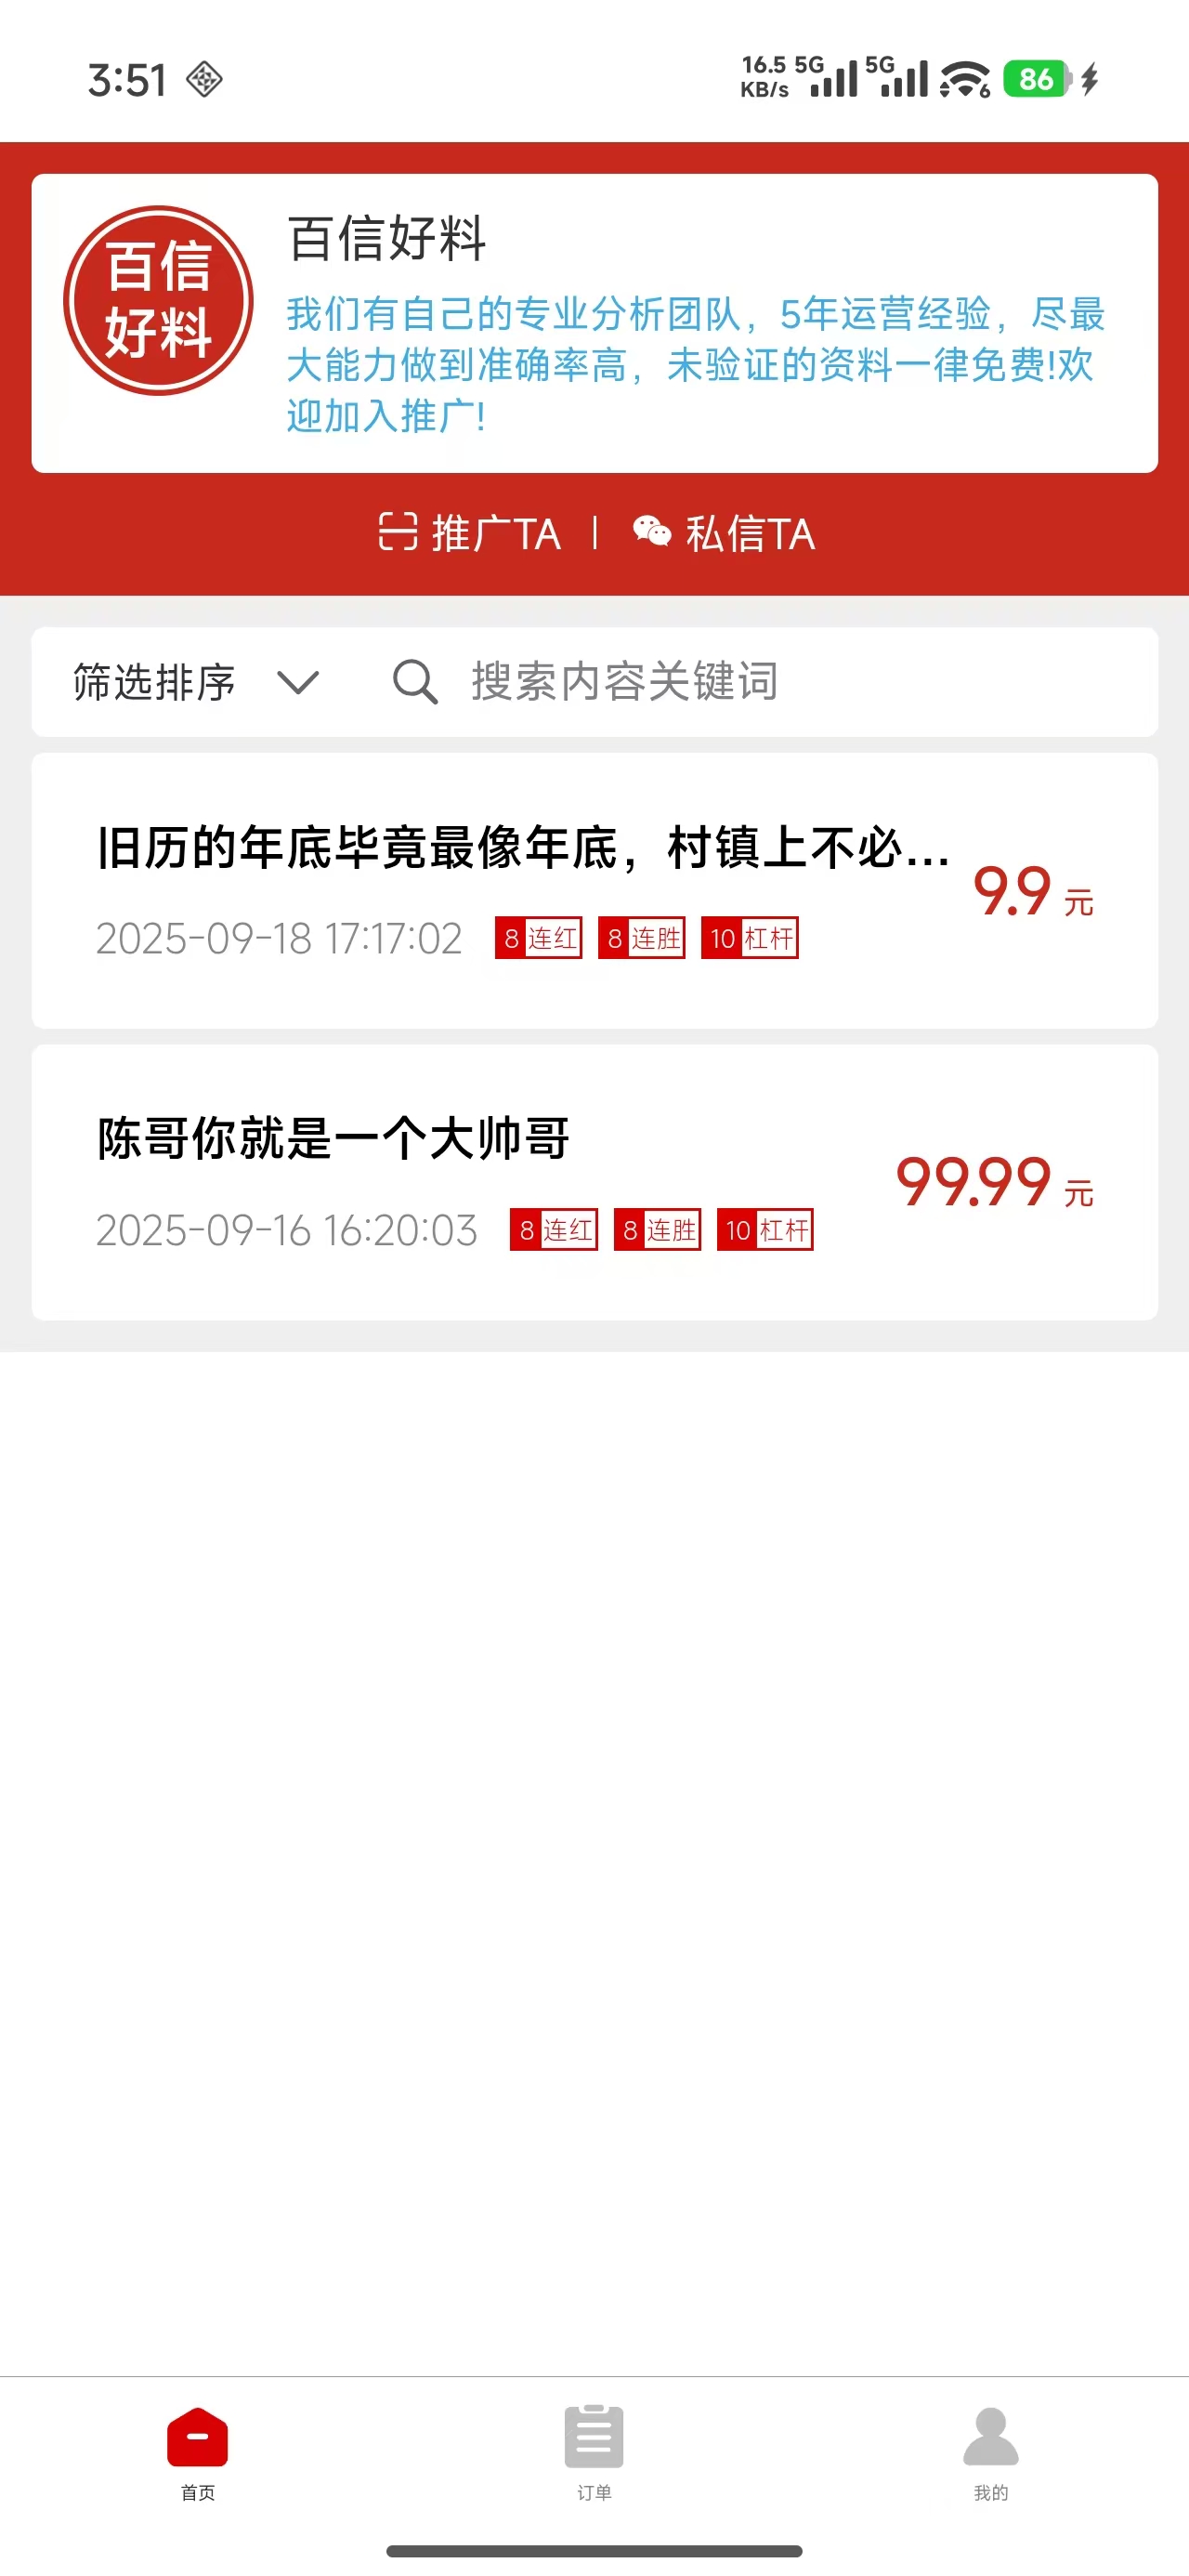 3:51
16.5 KB/s 5G 5G 6 86
百信
好料
百信好料
我们有自己的专业分析团队，5年运营经验，尽最
大能力做到准确率高，未验证的资料一律免费!欢
迎加入推广!
推广TA | 私信TA
筛选排序 搜索内容关键词
旧历的年底毕竟最像年底，村镇上不必...
9.9 元
2025-09-18 17:17:02 8 连红 8 连胜 10 杠杆
陈哥你就是一个大帅哥
99.99 元
2025-09-16 16:20:03 8 连红 8 连胜 10 杠杆
首页 订单 我的